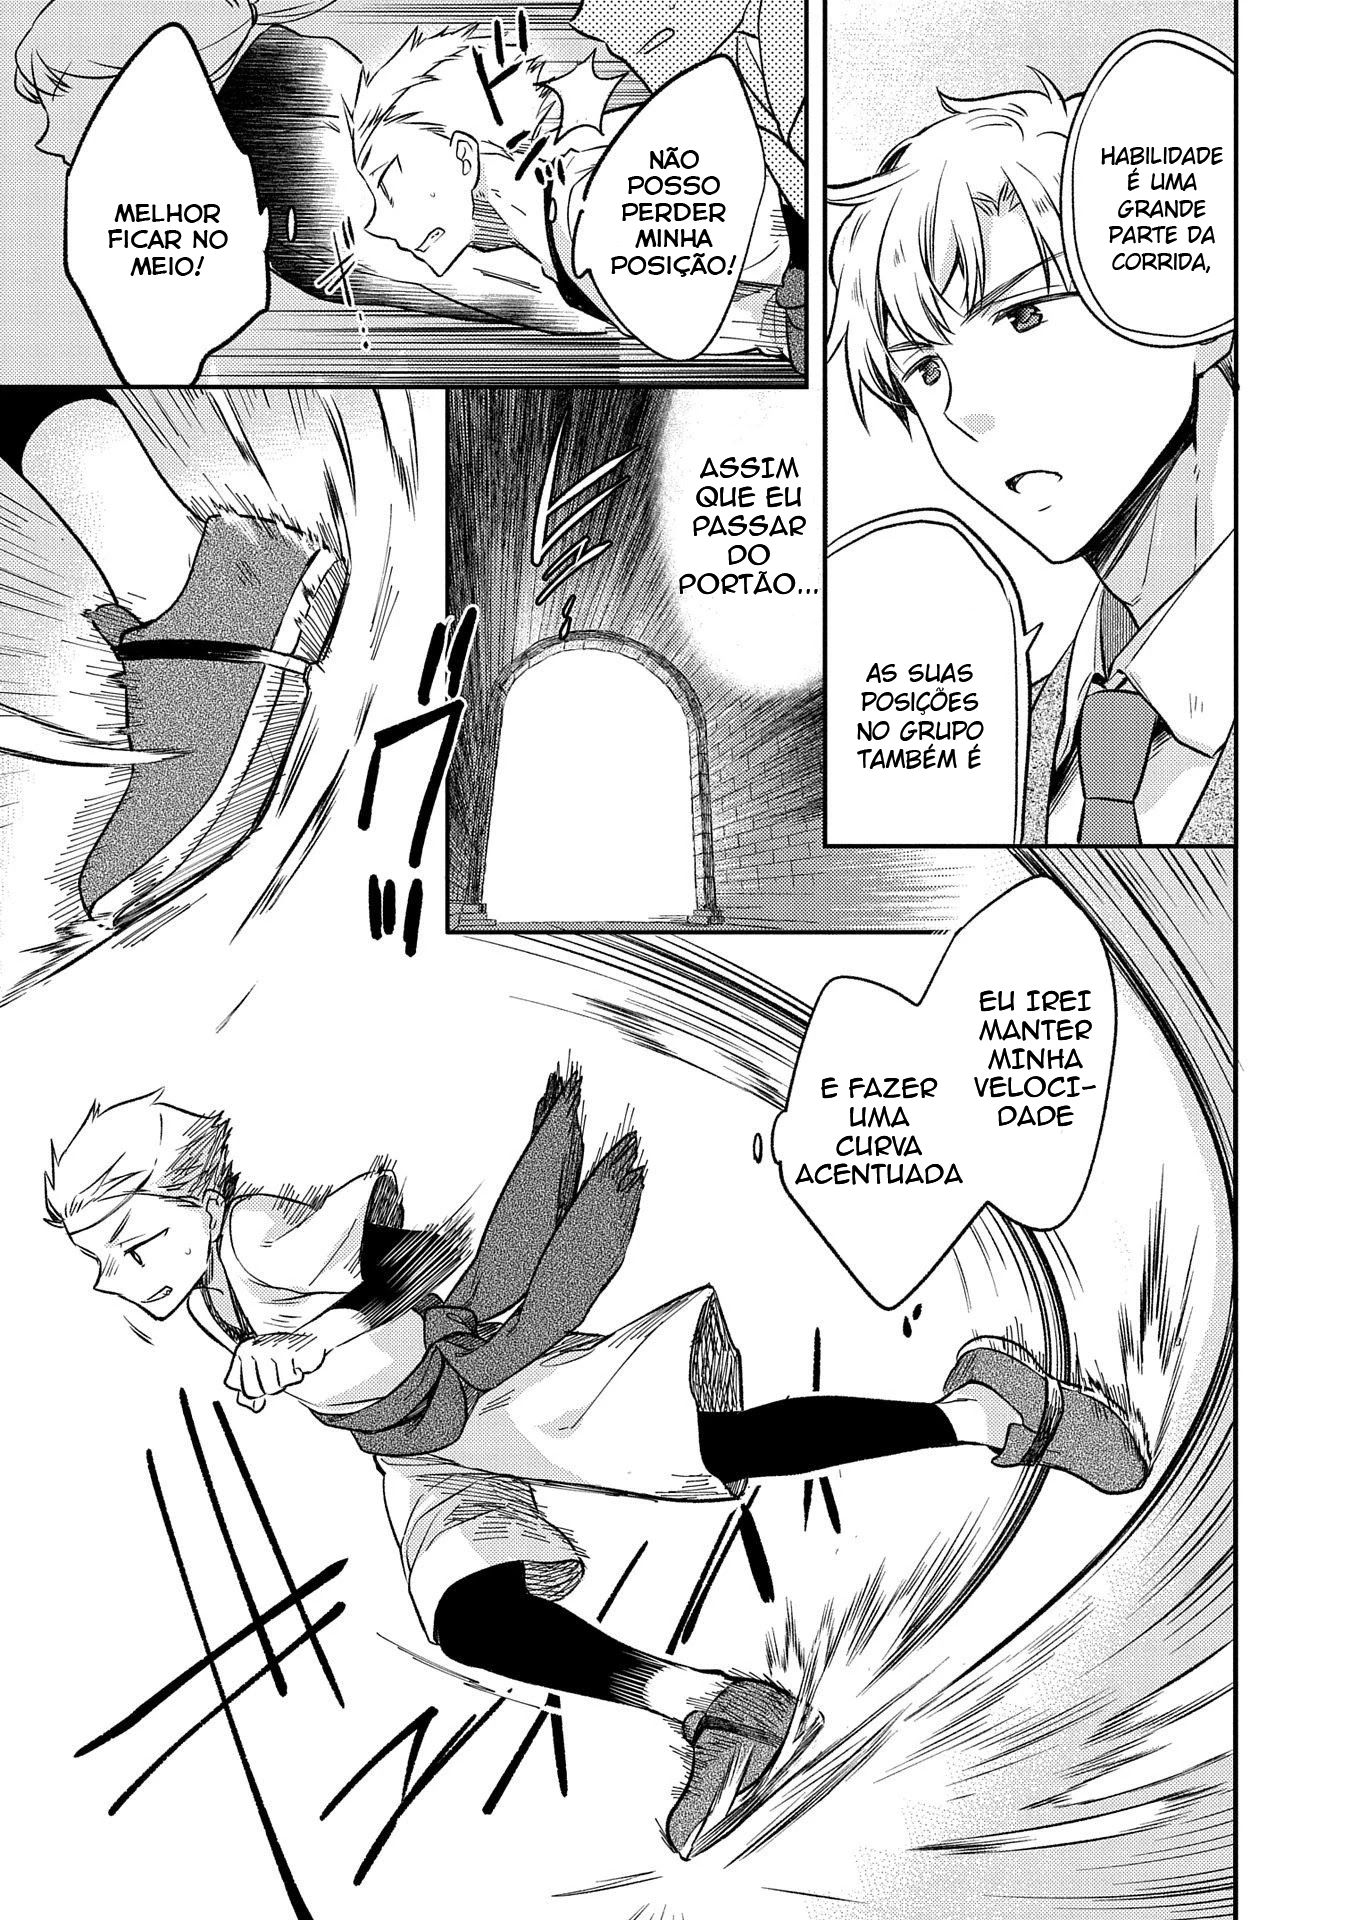 HABILIDADE
É UMA
GRANDE
PARTE DA
CORRIDA,
AS SUAS
POSIÇÕES
NO GRUPO
TAMBÉM É
NÃO
POSSO
PERDER
MINHA
POSIÇÃO!
MELHOR
FICAR NO
MEIO!
ASSIM
QUE EU
PASSAR
DO
PORTÃO...
EU IREI
MANTER
MINHA
VELOCI-
DADE
E FAZER
UMA
CURVA
ACENTUADA